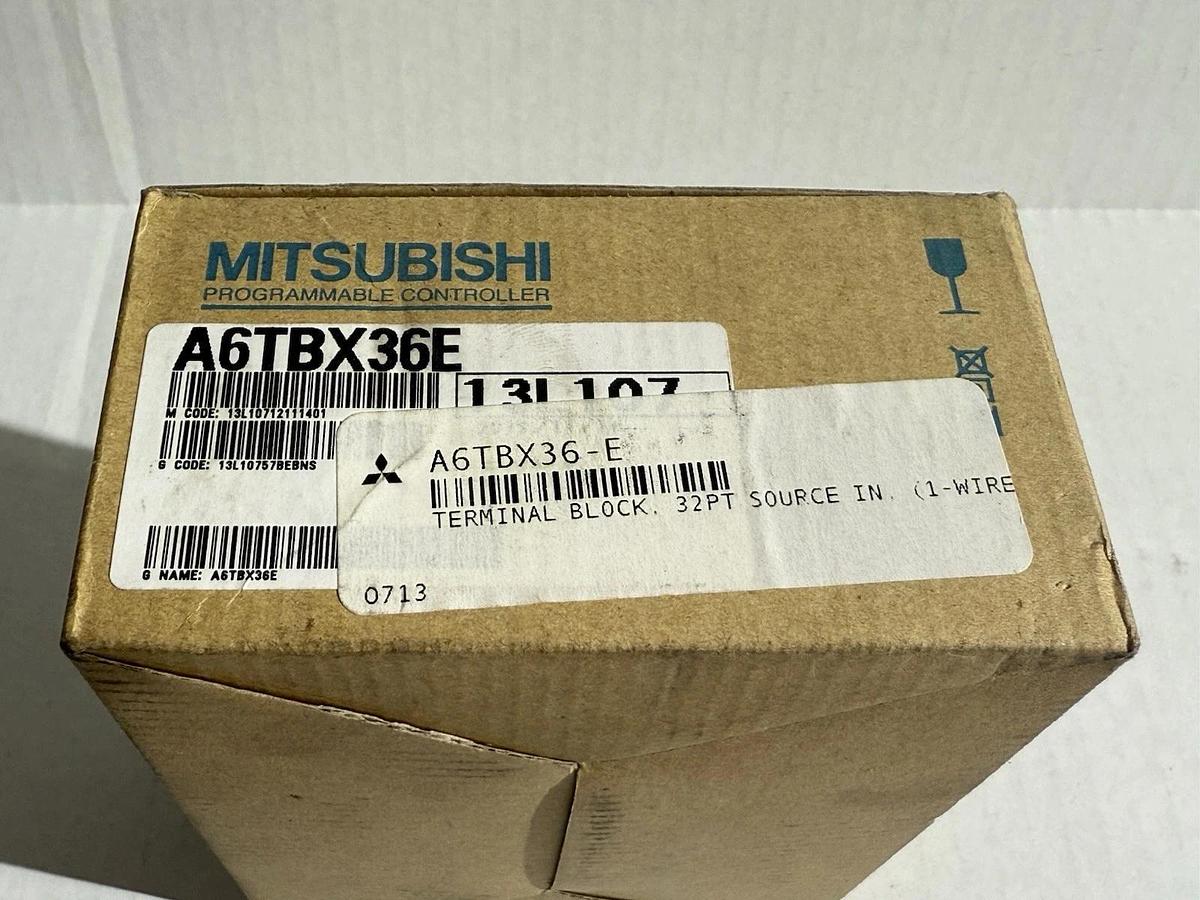 MITSUBISHI
PROGRAMMABLE CONTROLLER
A6TBX36E
13L107
M CODE: 13L10712111401
G CODE: 13L10757BEBNS
G NAME: A6TBX36E
A6TBX36-E
TERMINAL BLOCK. 32PT SOURCE IN. (1-WIRE
0713